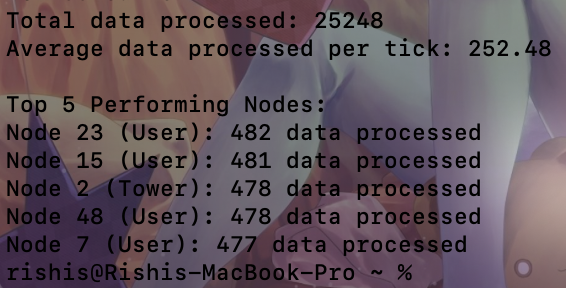 Total data processed: 25248
Average data processed per tick: 252.48
Top 5 Performing Nodes:
Node 23 (User): 482 data processed
Node 15 (User): 481 data processed
Node 2 (Tower): 478 data processed
Node 48 (User): 478 data processed
Node 7 (User): 477 data processed
rishis@Rishis-MacBook-Pro ~ %